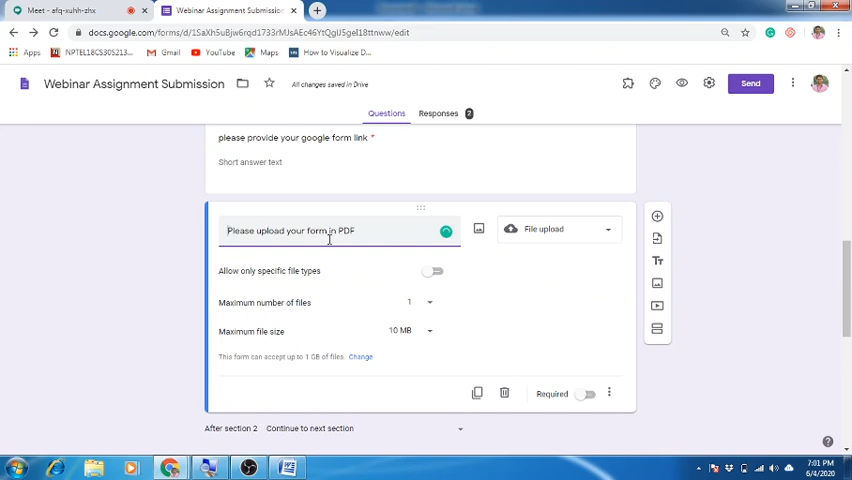 Meet - afq-xuhh-zhx
Webinar Assignment Submission
docs.google.com/forms/d/1SaXh5uBjw6rqd1733rMJsAEc46YtQgIJ5gel18ttnww/edit
Apps
NPTEL18CS30S213...
Gmail
YouTube
Maps
How to Visualize D...
Webinar Assignment Submission
All changes saved in Drive
Send
Questions
Responses 2
please provide your google form link *
Short answer text
Please upload your form in PDF
File upload
Allow only specific file types
Maximum number of files
1
Maximum file size
10 MB
This form can accept up to 1 GB of files. Change
Required
After section 2 Continue to next section
7:01 PM
6/4/2020